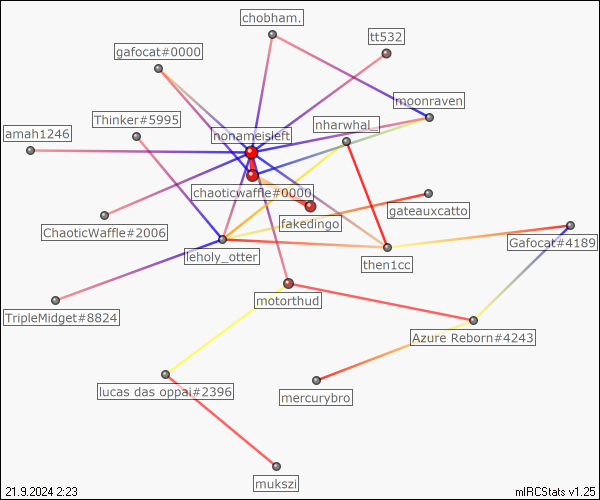 chobham.
tt532
gafocat#0000
moonraven
Thinker#5995
nharwhal_
amah1246
nonameisleft
chaoticwaffle#0000
gateauxcatto
fakedingo
ChaoticWaffle#2006
Gafocat#4189
leholy_otter
then1cc
motorthud
TripleMidget#8824
Azure Reborn#4243
lucas das oppai#2396
mercurybro
mukszi
21.9.2024 2:23
mIRCStats v1.25